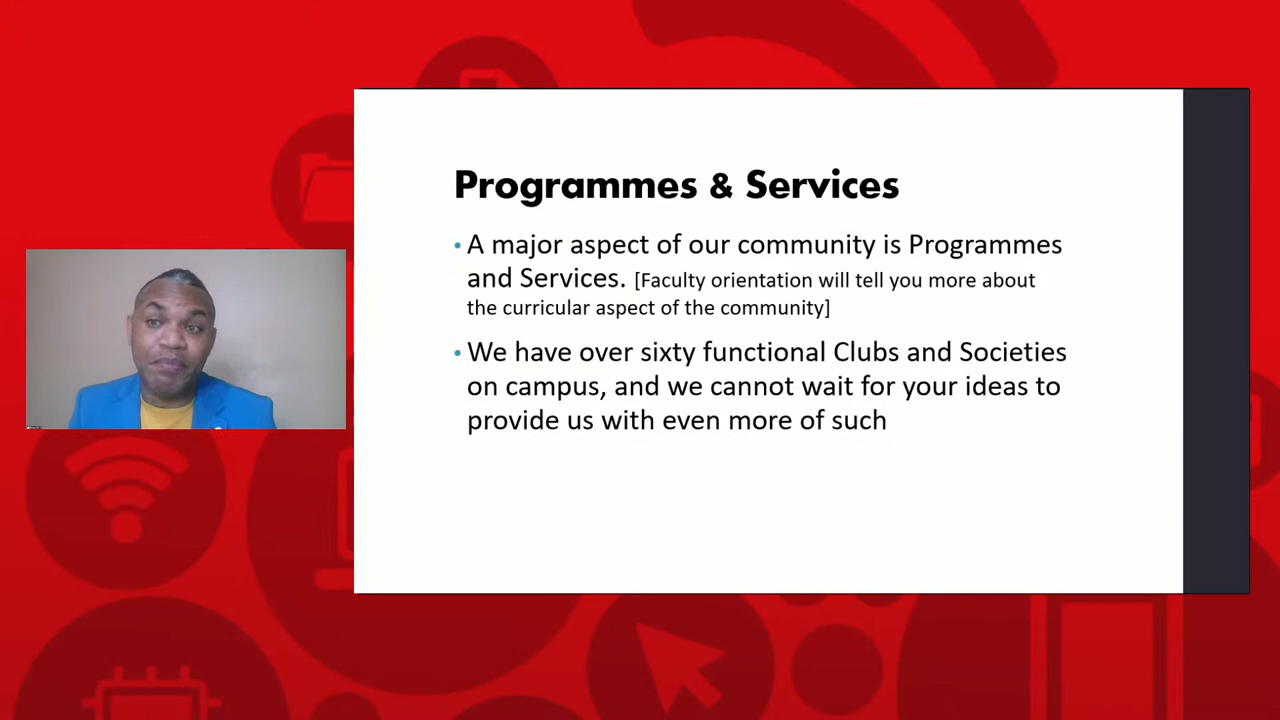 Programmes & Services
• A major aspect of our community is Programmes
and Services. [Faculty orientation will tell you more about
the curricular aspect of the community]
• We have over sixty functional Clubs and Societies
on campus, and we cannot wait for your ideas to
provide us with even more of such